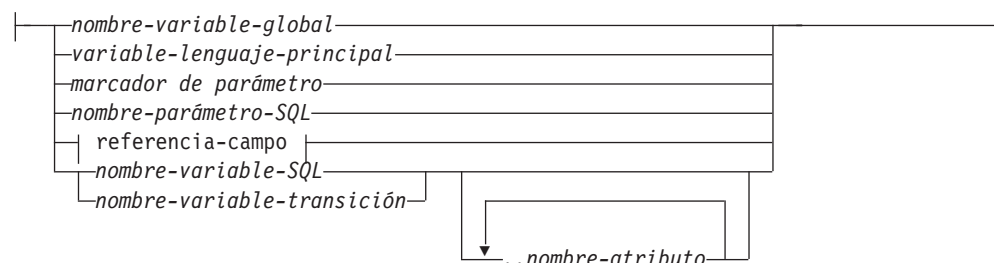 nombre-variable-global
variable-lenguaje-principal
marcador de parámetro
nombre-parámetro-SQL
referencia-campo
nombre-variable-SQL
nombre-variable-transición
..nombre-atributo